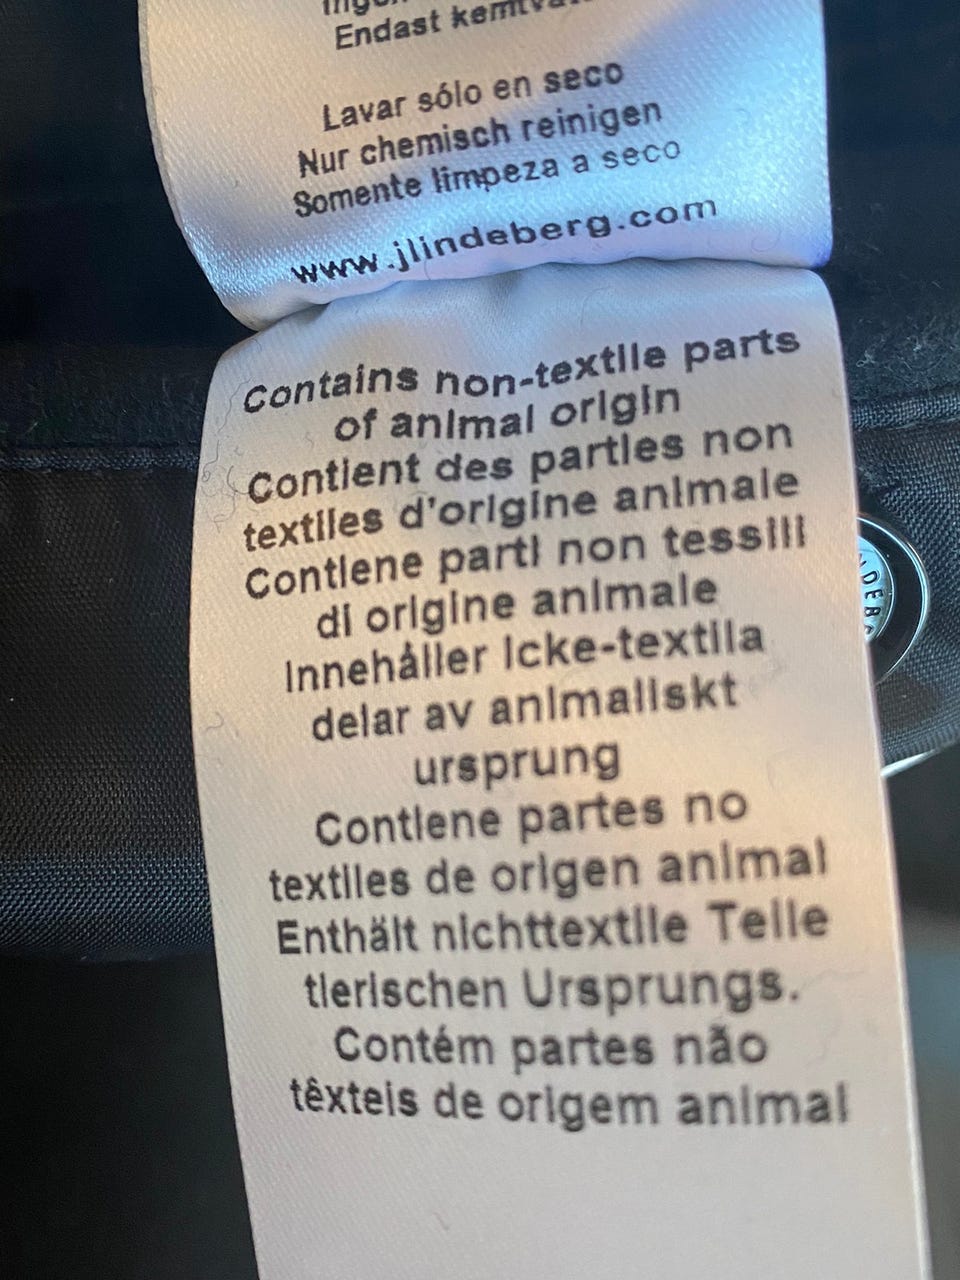 Endast
Lavar sólo en seco
Nur chemisch reinigen
Somente limpeza a seco
www.jlindeberg.com
Contains non-textile parts
of animal origin
Contient des parties non
textiles d'origine animale
Contiene parti non tessili
di origine animale
Innehåller Icke-textila
delar av animaliskt
ursprung
Contiene partes no
textiles de origen animal
Enthält nichttextile Teile
tierischen Ursprungs.
Contém partes não
têxteis de origem animal